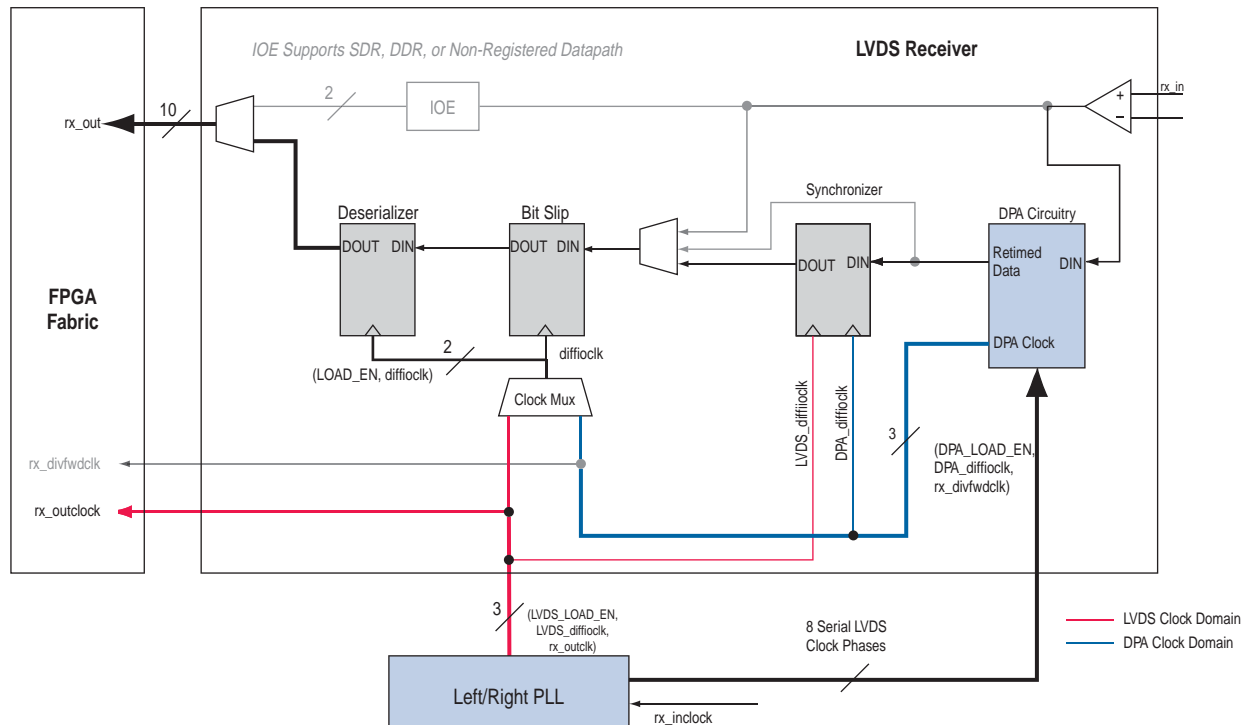 IOE Supports SDR, DDR, or Non-Registered Datapath
LVDS Receiver
2
IOE
+
–
rx_in
10
rx_out
Synchronizer
Deserializer
Bit Slip
DPA Circuitry
DOUT DIN
DOUT DIN
DOUT
DIN
Retimed
Data
DIN
FPGA
Fabric
2
diffioclk
(LOAD_EN, diffioclk)
DPA Clock
Clock Mux
LVDS_diffiioclk
DPA_diffioclk
3
(DPA_LOAD_EN,
DPA_diffioclk,
rx_divfwdclk)
rx_divfwdclk
rx_outclock
3
(LVDS_LOAD_EN,
LVDS_diffioclk,
rx_outclk)
8 Serial LVDS
Clock Phases
LVDS Clock Domain
DPA Clock Domain
Left/Right PLL
rx_inclock